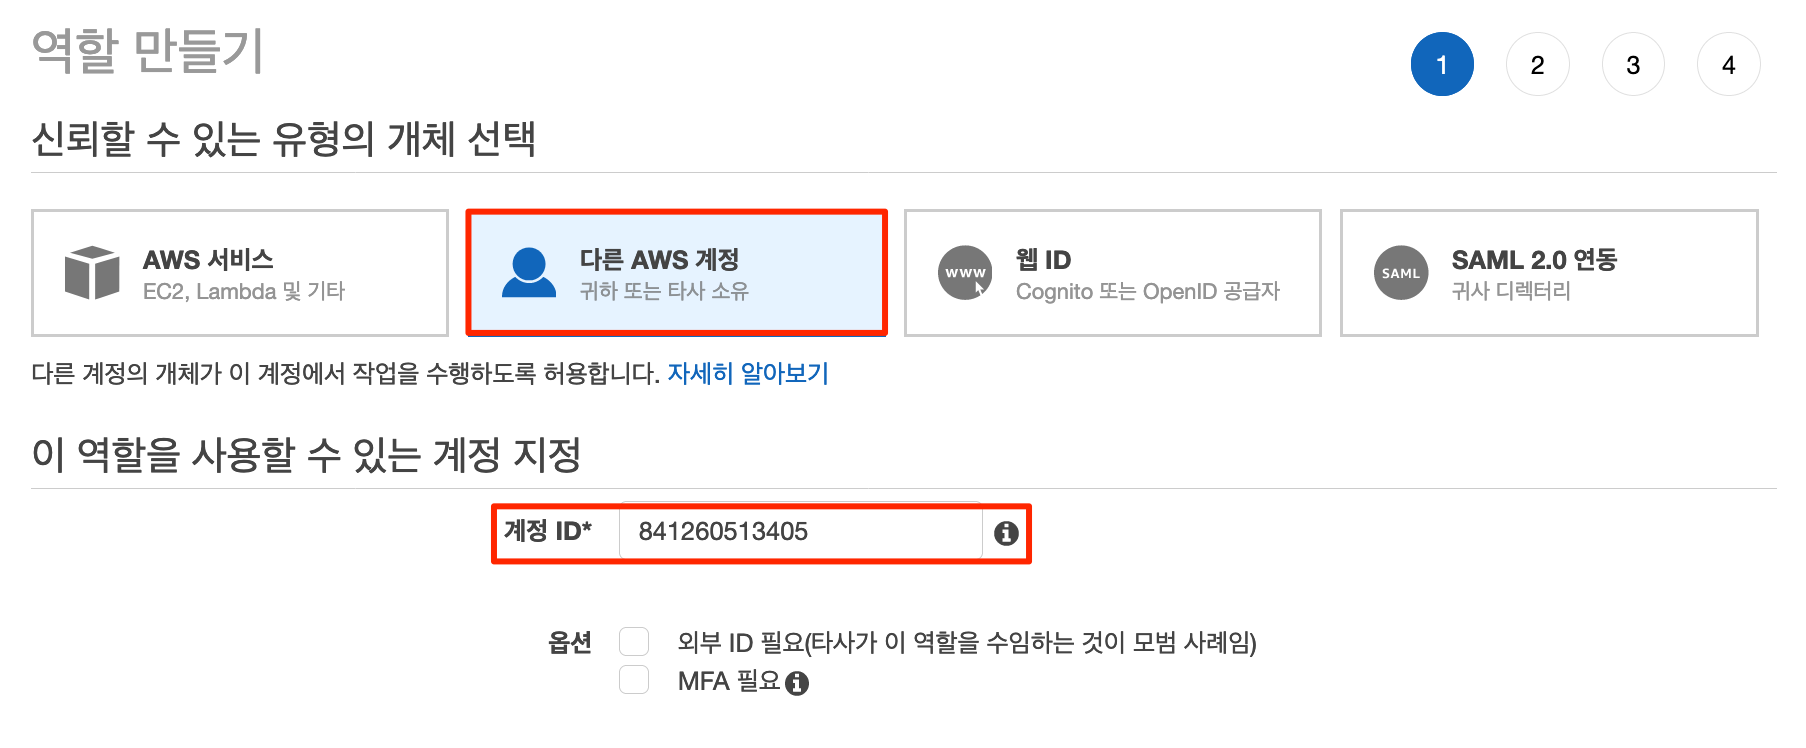 역할 만들기
1 2 3 4
신뢰할 수 있는 유형의 개체 선택
AWS 서비스
EC2, Lambda 및 기타
다른 AWS 계정
귀하 또는 타사 소유
www
웹 ID
Cognito 또는 OpenID 공급자
SAML
SAML 2.0 연동
귀사 디렉터리
다른 계정의 개체가 이 계정에서 작업을 수행하도록 허용합니다. 자세히 알아보기
이 역할을 사용할 수 있는 계정 지정
계정 ID* 841260513405
옵션 외부 ID 필요(타사가 이 역할을 수임하는 것이 모범 사례임)
MFA 필요